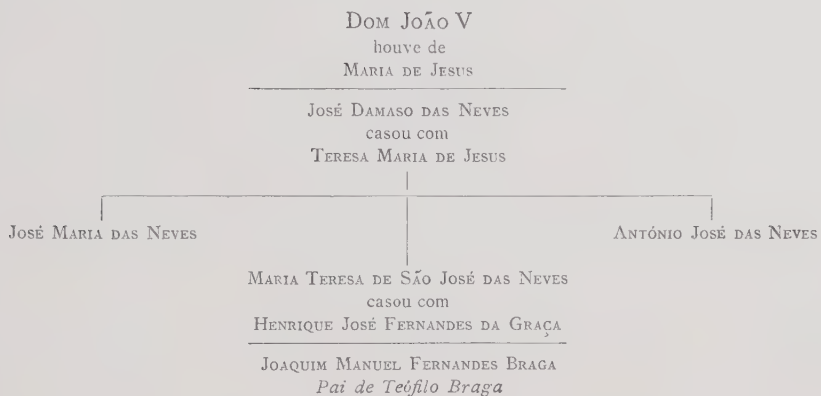 Dom João V
houve de
Maria de Jesus
José Damaso das Neves
casou com
Teresa Maria de Jesus
José Maria das Neves
António José das Neves
Maria Teresa de São José das Neves
casou com
Henrique José Fernandes da Graça
Joaquim Manuel Fernandes Braga
Pai de Teófilo Braga